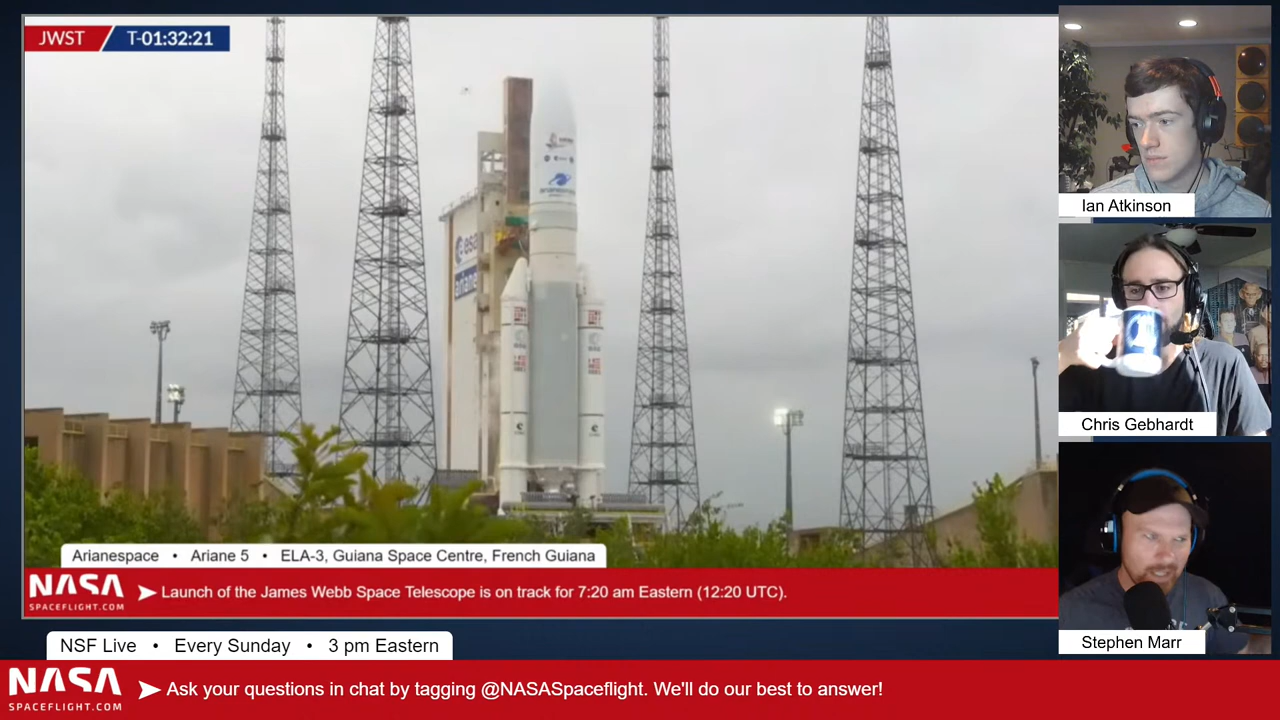 JWST T-01:32:21
esa
ariane
Arianespace • Ariane 5 • ELA-3, Guiana Space Centre, French Guiana
NASA
SPACEFLIGHT.COM
Launch of the James Webb Space Telescope is on track for 7:20 am Eastern (12:20 UTC).
Ian Atkinson
Chris Gebhardt
Stephen Marr
NSF Live • Every Sunday • 3 pm Eastern
NASA
SPACEFLIGHT.COM
Ask your questions in chat by tagging @NASASpaceflight. We'll do our best to answer!